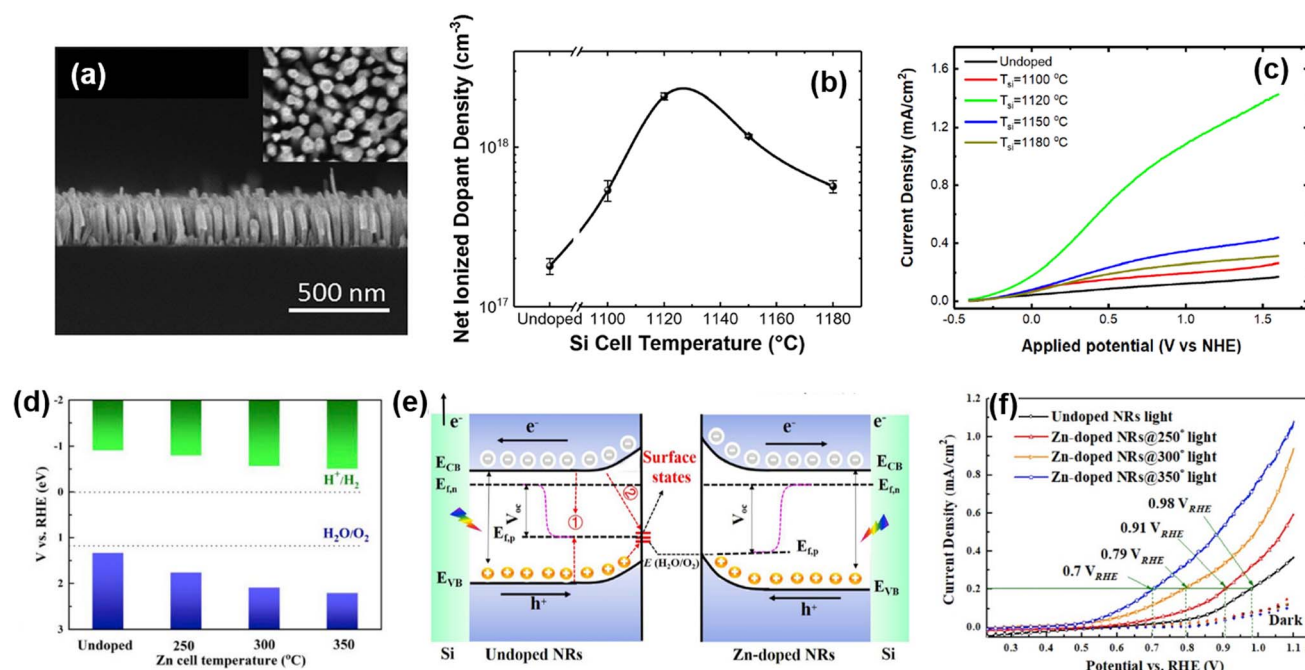 (a)
500 nm
(b)
Net Ionized Dopant Density (cm⁻³)
10¹⁸
10¹⁷
Undoped 1100 1120 1140 1160 1180
Si Cell Temperature (°C)
(c)
Undoped
T_si=1100 °C
T_si=1120 °C
T_si=1150 °C
T_si=1180 °C
Current Density (mA/cm²)
1.6
1.2
0.8
0.4
0.0
-0.5 0.0 0.5 1.0 1.5
Applied potential (V vs NHE)
(d)
V vs. RHE (eV)
-2
-1
0
1
2
3
H⁺/H₂
H₂O/O₂
Undoped 250 300 350
Zn cell temperature (°C)
(e)
e⁻
e⁻
e⁻
e⁻
E_CB
E_f,n
V_oc
E_f,p
E_VB
h⁺
①
②
Surface states
E (H₂O/O₂)
E_CB
E_f,n
V_oc
E_f,p
E_VB
h⁺
Si Undoped NRs Zn-doped NRs Si
(f)
Undoped NRs light
Zn-doped NRs@250° light
Zn-doped NRs@300° light
Zn-doped NRs@350° light
0.98 V_RHE
0.91 V_RHE
0.79 V_RHE
0.7 V_RHE
Dark
Current Density (mA/cm²)
1.2
1.0
0.8
0.6
0.4
0.2
0.0
0.3 0.4 0.5 0.6 0.7 0.8 0.9 1.0 1.1
Potential vs. RHE (V)